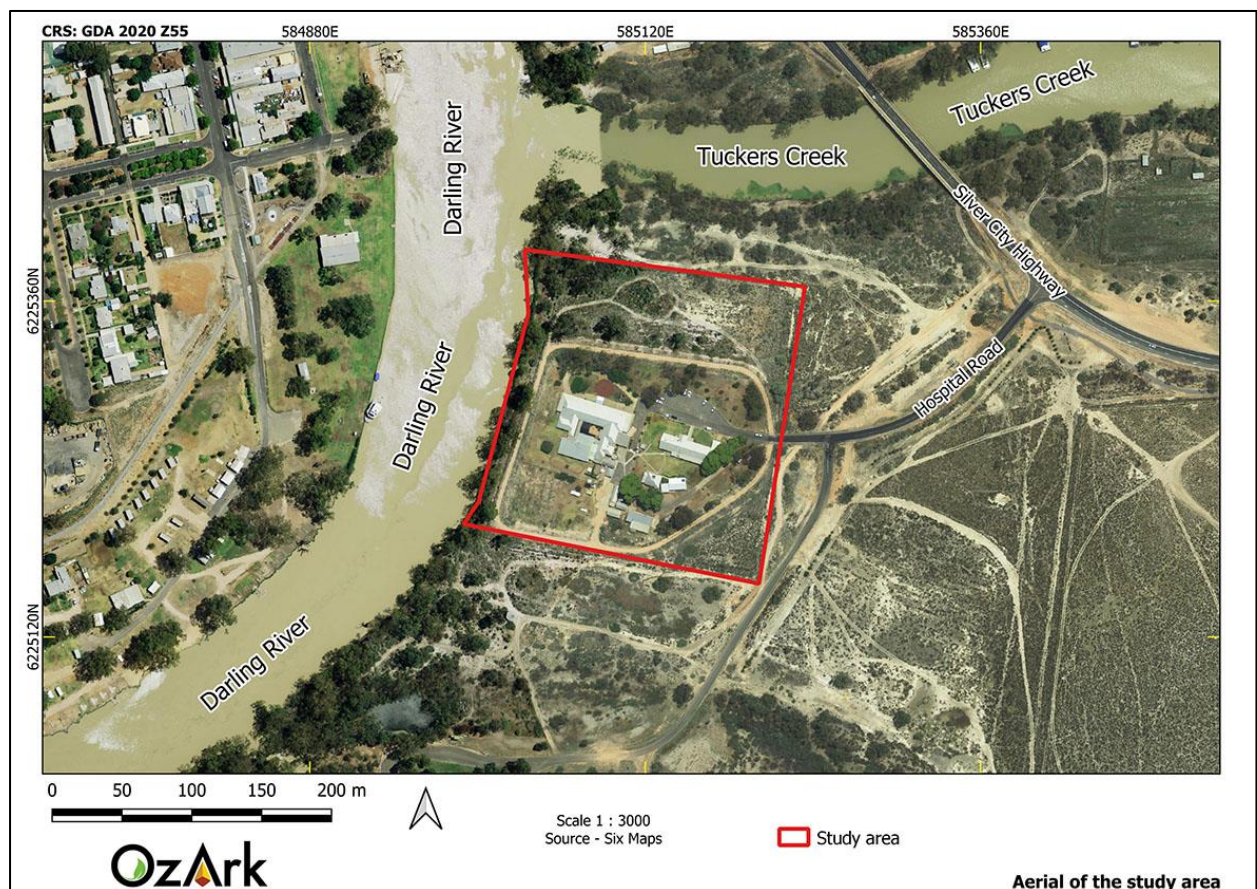 CRS: GDA 2020 Z55
584880E
585120E
585360E
6225360N
6225120N
Darling River
Tuckers Creek
Tuckers Creek
Silver City Highway
Darling River
Hospital Road
Darling River
0 50 100 150 200 m
Scale 1 : 3000
Source - Six Maps
Study area
OzArk
Aerial of the study area